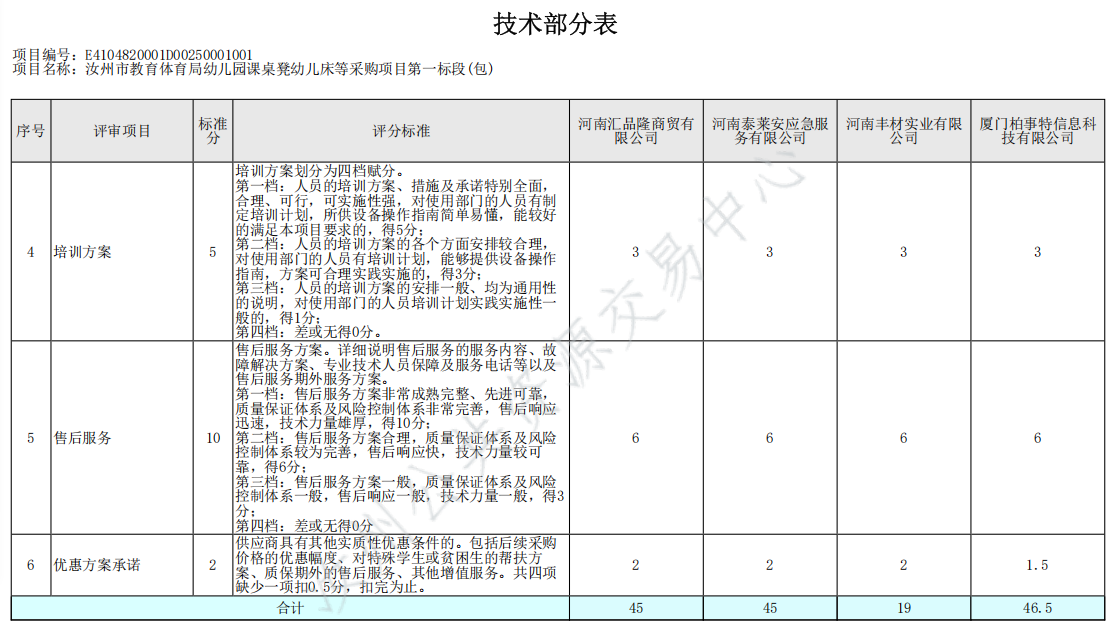 技术部分表
项目编号：E4104820001D00250001001
项目名称：汝州市教育体育局幼儿园课桌凳幼儿床等采购项目第一标段(包)
序号
评审项目
标准
分
评分标准
河南汇品隆商贸有
限公司
河南泰莱安应急服
务有限公司
河南丰材实业有限
公司
厦门柏事特信息科
技有限公司
4
培训方案
5
培训方案划分为四档赋分。
第一档：人员的培训方案、措施及承诺特别全面，
合理、可行，可实施性强，对使用部门的人员有制
定培训计划，所供设备操作指南简单易懂，能较好
的满足本项目要求的，得5分；
第二档：人员的培训方案的各个方面安排较合理，
对使用部门的人员有培训计划，能够提供设备操作
指南，方案可合理实践实施的，得3分；
第三档：人员的培训方案的安排一般、均为通用性
的说明，对使用部门的人员培训计划实践实施性一
般的，得1分；
第四档：差或无得0分。
3
3
3
3
5
售后服务
10
售后服务方案。详细说明售后服务的服务内容、故
障解决方案、专业技术人员保障及服务电话等以及
售后服务期外服务方案。
第一档：售后服务方案非常成熟完整、先进可靠，
质量保证体系及风险控制体系非常完善，售后响应
迅速，技术力量雄厚，得10分；
第二档：售后服务方案合理，质量保证体系及风险
控制体系较为完善，售后响应快，技术力量较可
靠，得6分；
第三档：售后服务方案一般，质量保证体系及风险
控制体系一般，售后响应一般，技术力量一般，得3
分；
第四档：差或无得0分
6
6
6
6
6
优惠方案承诺
2
供应商具有其他实质性优惠条件的。包括后续采购
价格的优惠幅度、对特殊学生或贫困生的帮扶方
案、质保期外的售后服务、其他增值服务。共四项
缺少一项扣0.5分，扣完为止。
2
2
2
1.5
合计
45
45
19
46.5
汝州公共资源交易中心